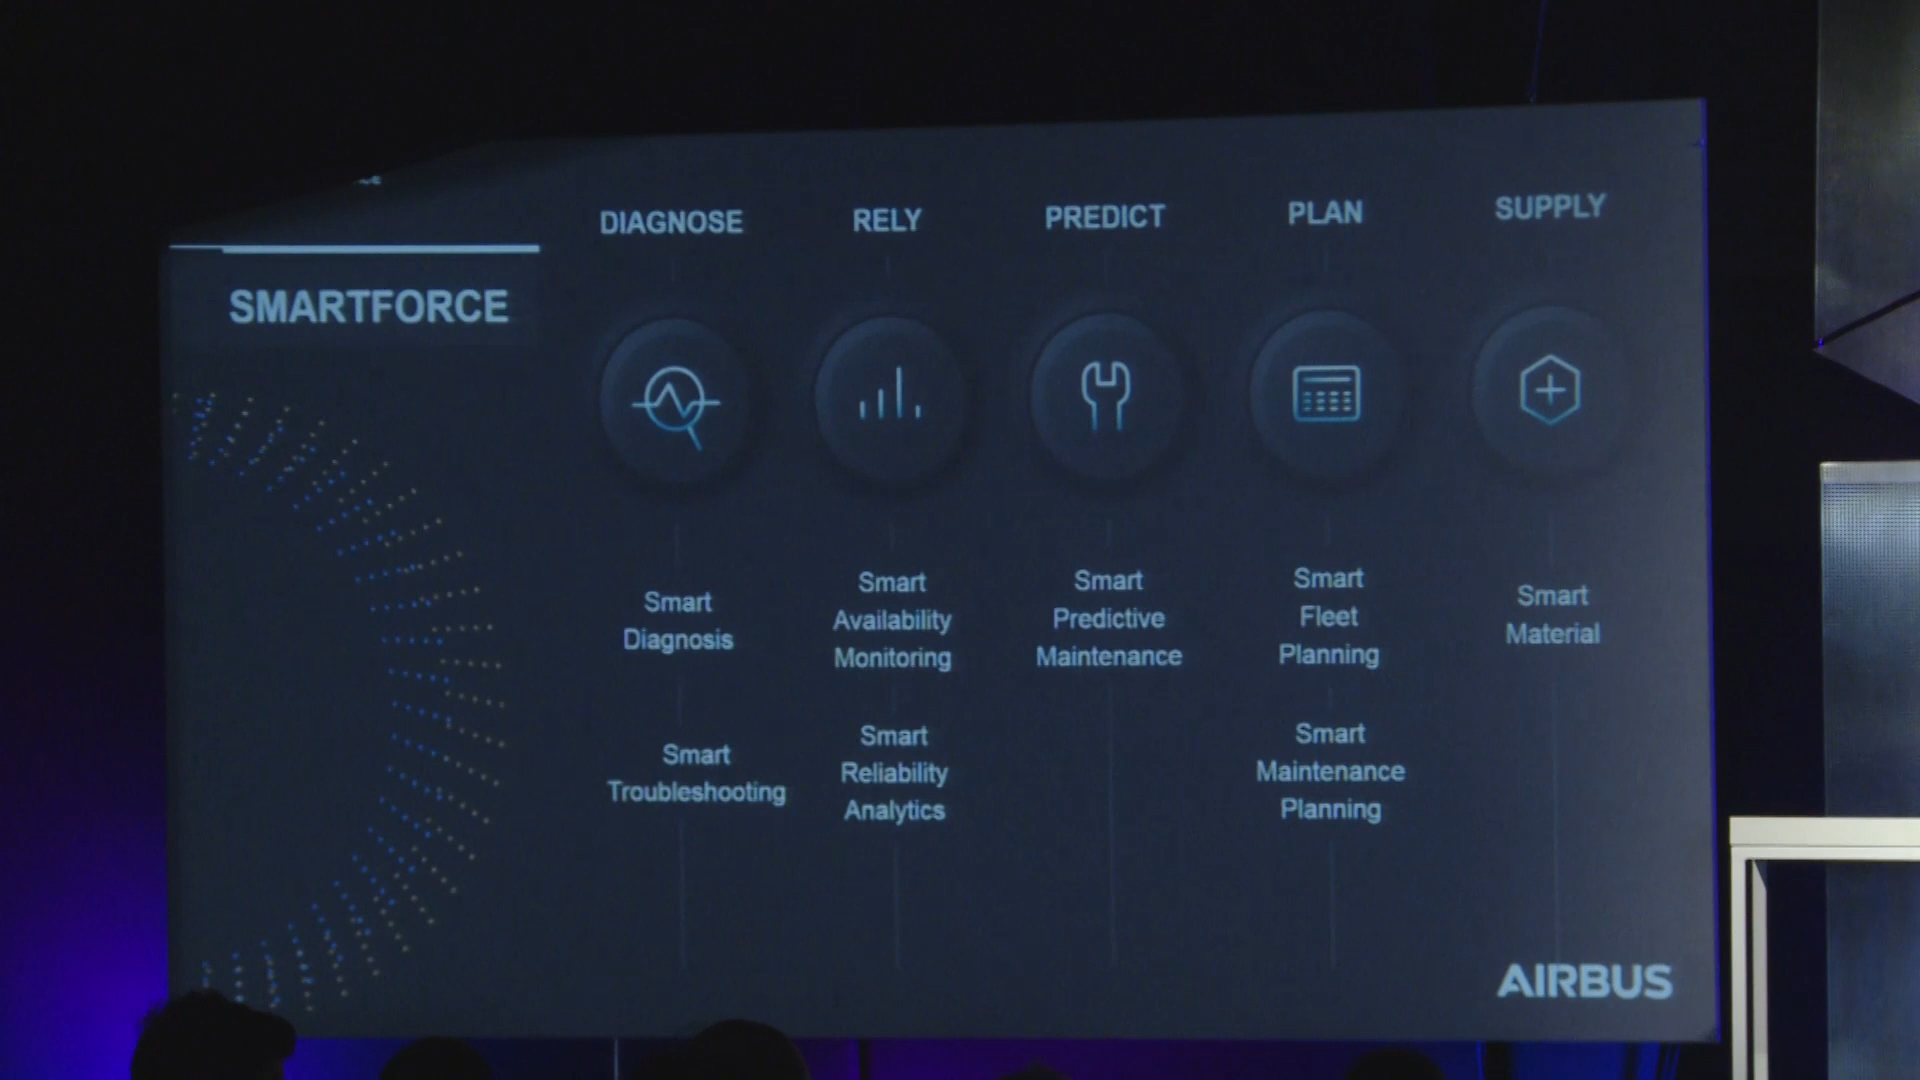 SMARTFORCE
DIAGNOSE
Smart
Diagnosis
Smart
Troubleshooting
RELY
Smart
Availability
Monitoring
Smart
Reliability
Analytics
PREDICT
Smart
Predictive
Maintenance
PLAN
Smart
Fleet
Planning
Smart
Maintenance
Planning
SUPPLY
Smart
Material
AIRBUS